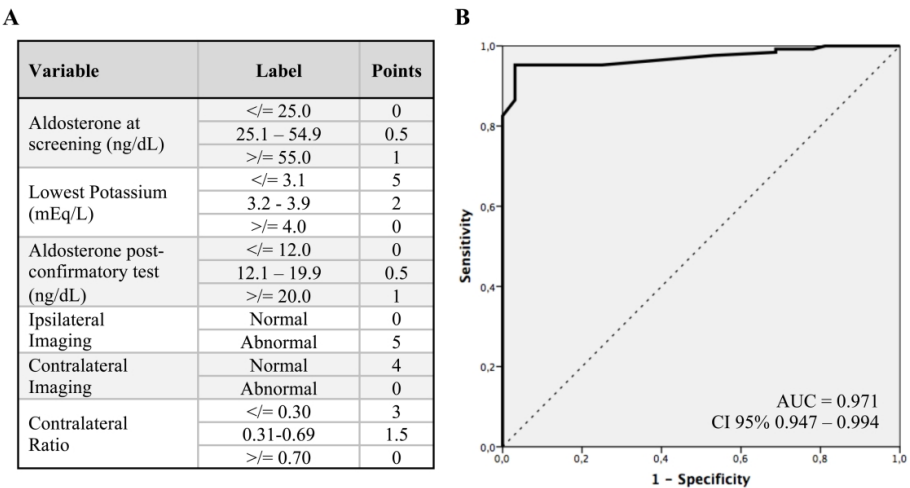 A
Variable Label Points
Aldosterone at screening (ng/dL)
</= 25.0 0
25.1 – 54.9 0.5
>/= 55.0 1
Lowest Potassium (mEq/L)
</= 3.1 5
3.2 - 3.9 2
>/= 4.0 0
Aldosterone post-confirmatory test (ng/dL)
</= 12.0 0
12.1 – 19.9 0.5
>/= 20.0 1
Ipsilateral Imaging
Normal 0
Abnormal 5
Contralateral Imaging
Normal 4
Abnormal 0
Contralateral Ratio
</= 0.30 3
0.31-0.69 1.5
>/= 0.70 0
B
Sensitivity
1,0
0,8
0,6
0,4
0,2
0,0
AUC = 0.971
CI 95% 0.947 – 0.994
0,0 0,2 0,4 0,6 0,8 1,0
1 - Specificity